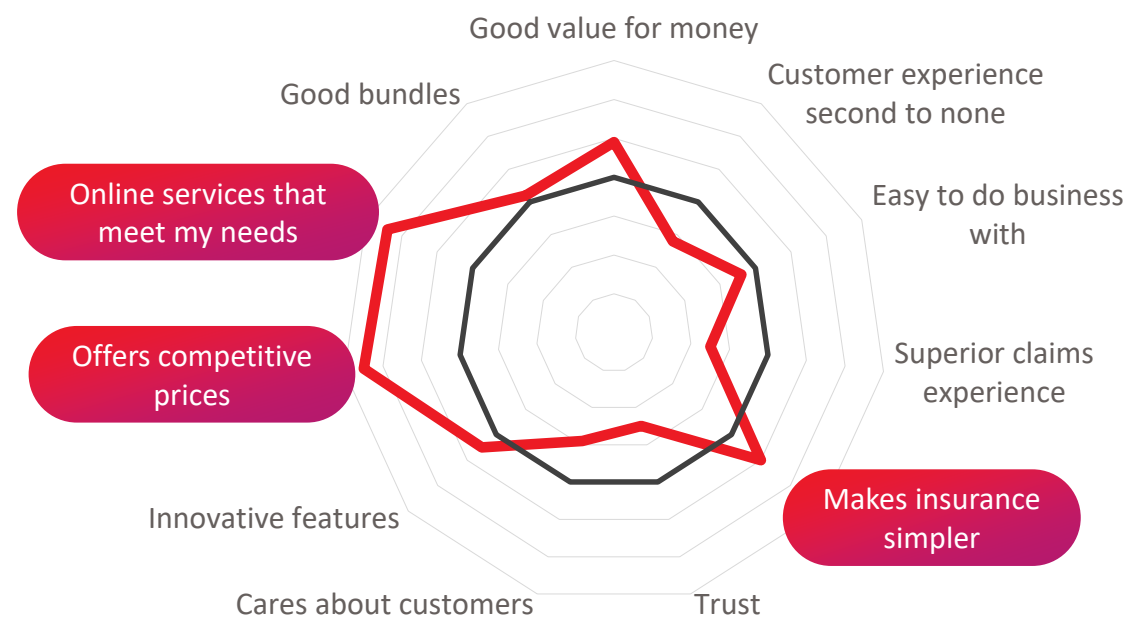 Good value for money
Customer experience
second to none
Good bundles
Online services that
meet my needs
Easy to do business
with
Offers competitive
prices
Superior claims
experience
Makes insurance
simpler
Innovative features
Cares about customers
Trust